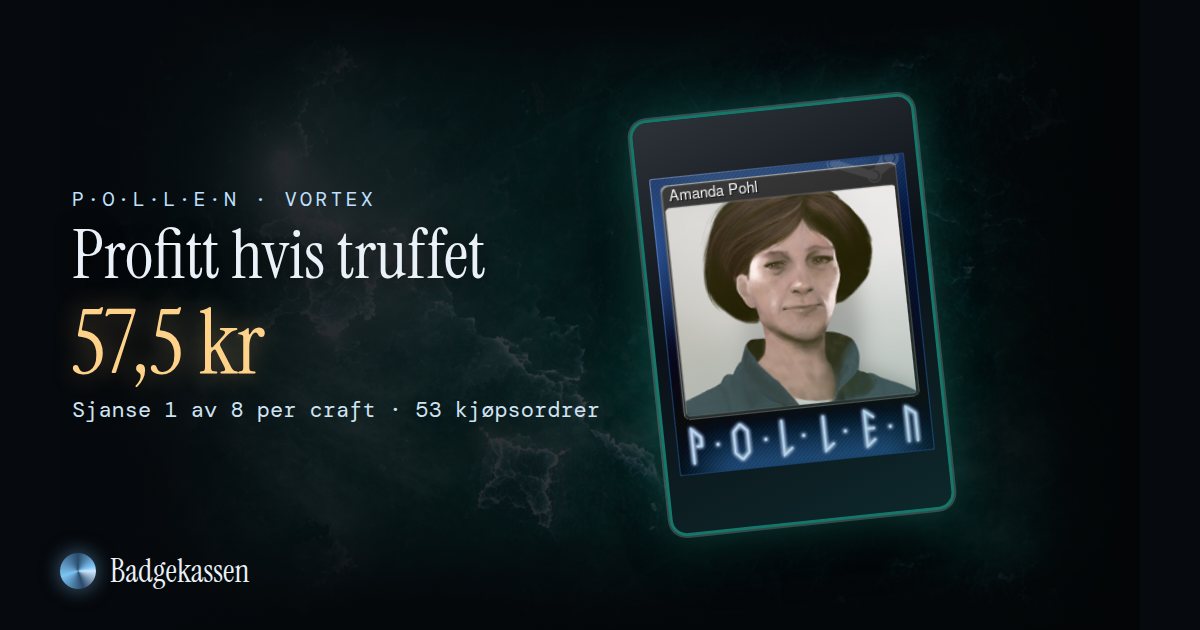 P·O·L·L·E·N · VORTEX
Profitt hvis truffet
57,5 kr
Sjanse 1 av 8 per craft · 53 kjøpsordrer
Amanda Pohl
P·O·L·L·E·N
Badgekassen